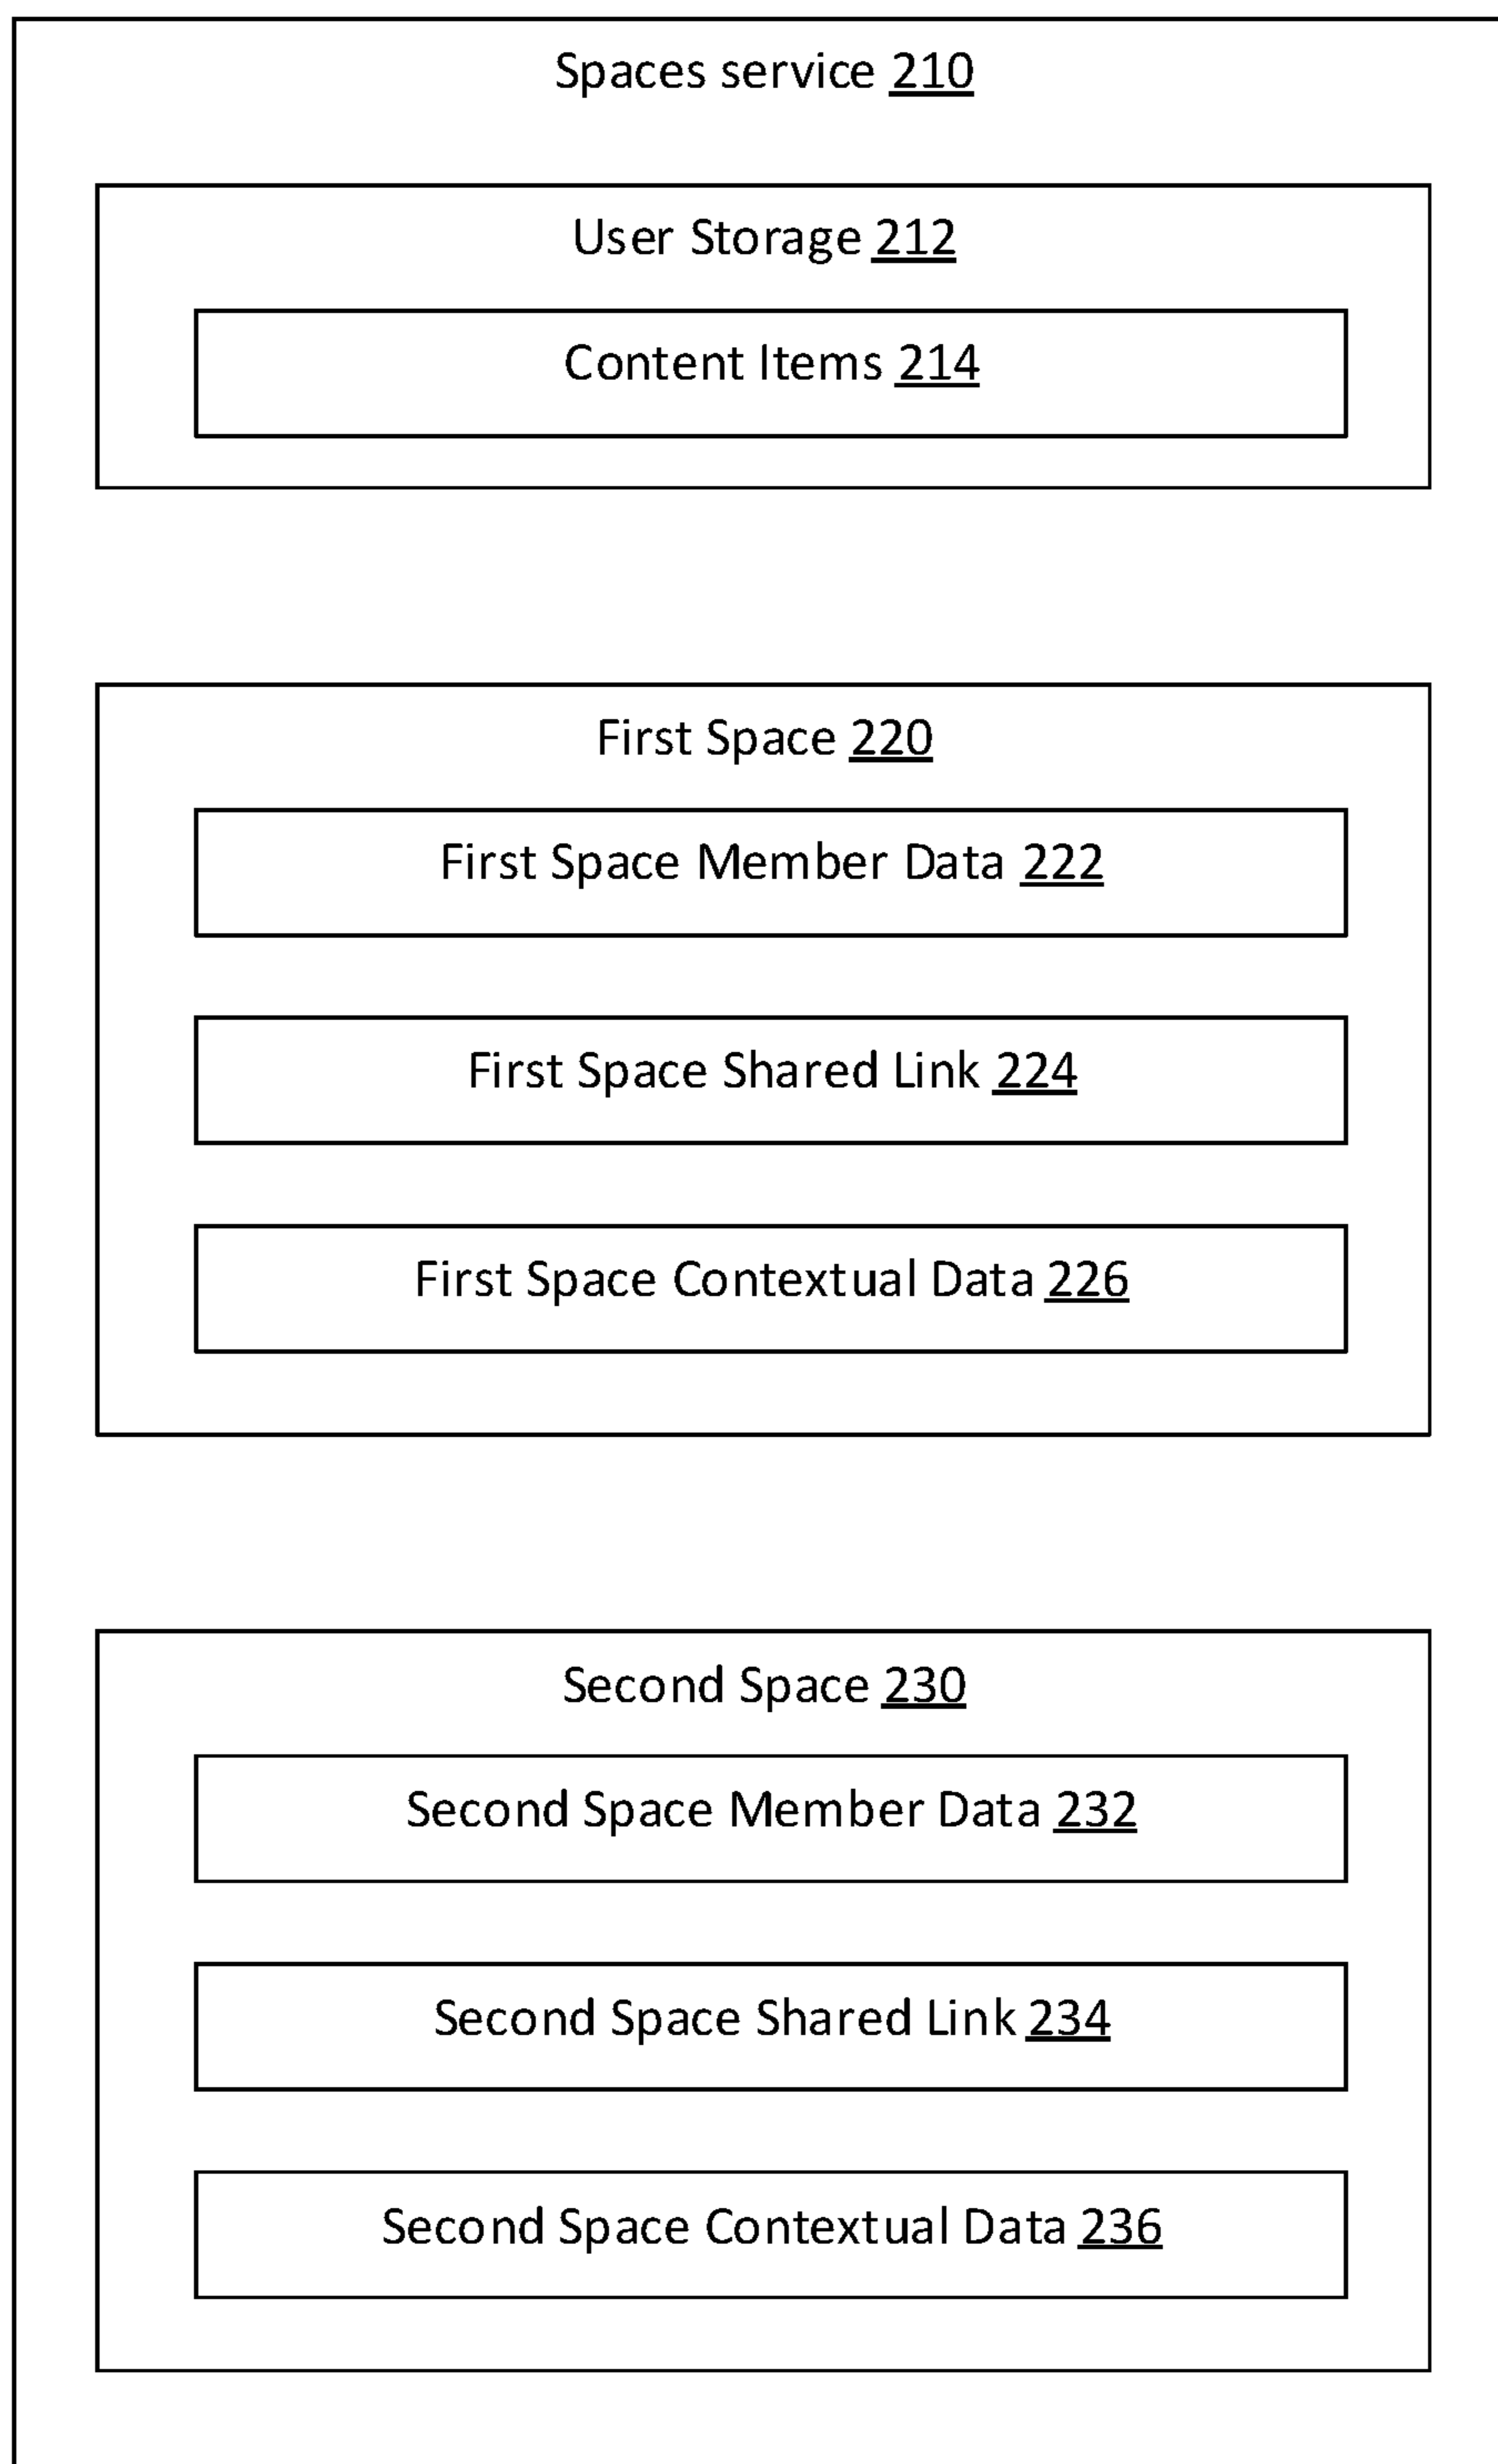 Spaces service 210
User Storage 212
Content Items 214
First Space 220
First Space Member Data 222
First Space Shared Link 224
First Space Contextual Data 226
Second Space 230
Second Space Member Data 232
Second Space Shared Link 234
Second Space Contextual Data 236